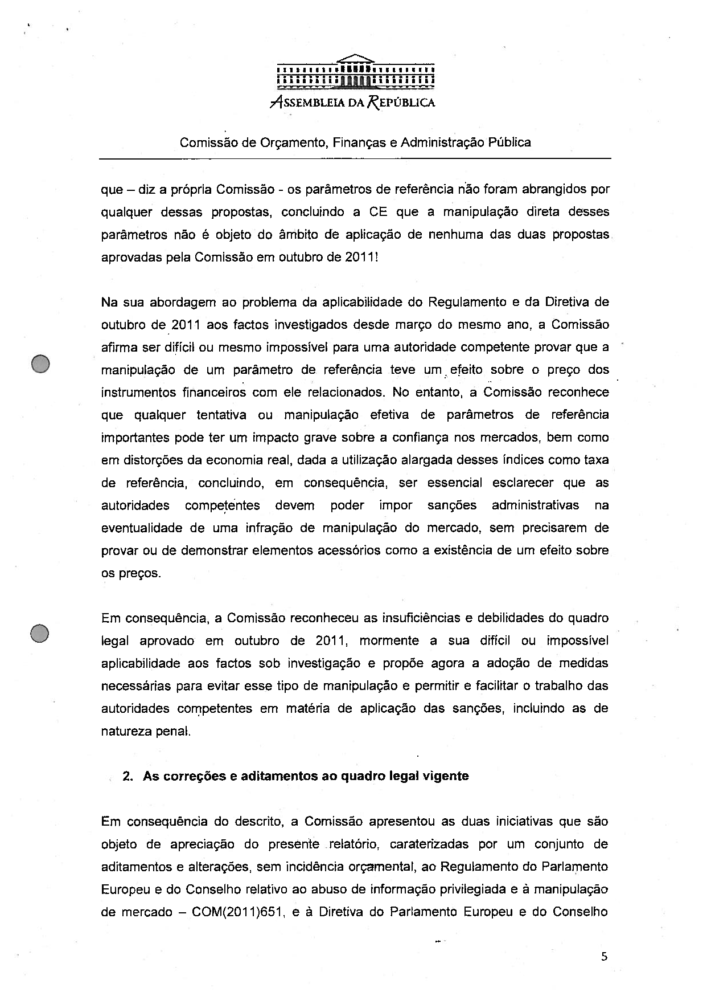 ASSEMBLEIA DA REPÚBLICA
Comissão de Orçamento, Finanças e Administração Pública
que – diz a própria Comissão - os parâmetros de referência não foram abrangidos por
qualquer dessas propostas, concluindo a CE que a manipulação direta desses
parâmetros não é objeto do âmbito de aplicação de nenhuma das duas propostas
aprovadas pela Comissão em outubro de 2011!
Na sua abordagem ao problema da aplicabilidade do Regulamento e da Diretiva de
outubro de 2011 aos factos investigados desde março do mesmo ano, a Comissão
afirma ser difícil ou mesmo impossível para uma autoridade competente provar que a
manipulação de um parâmetro de referência teve um efeito sobre o preço dos
instrumentos financeiros com ele relacionados. No entanto, a Comissão reconhece
que qualquer tentativa ou manipulação efetiva de parâmetros de referência
importantes pode ter um impacto grave sobre a confiança nos mercados, bem como
em distorções da economia real, dada a utilização alargada desses índices como taxa
de referência, concluindo, em consequência, ser essencial esclarecer que as
autoridades competentes devem poder impor sanções administrativas na
eventualidade de uma infração de manipulação do mercado, sem precisarem de
provar ou de demonstrar elementos acessórios como a existência de um efeito sobre
os preços.
Em consequência, a Comissão reconheceu as insuficiências e debilidades do quadro
legal aprovado em outubro de 2011, mormente a sua difícil ou impossível
aplicabilidade aos factos sob investigação e propõe agora a adoção de medidas
necessárias para evitar esse tipo de manipulação e permitir e facilitar o trabalho das
autoridades competentes em matéria de aplicação das sanções, incluindo as de
natureza penal.
2. As correções e aditamentos ao quadro legal vigente
Em consequência do descrito, a Comissão apresentou as duas iniciativas que são
objeto de apreciação do presente relatório, caraterizadas por um conjunto de
aditamentos e alterações, sem incidência orçamental, ao Regulamento do Parlamento
Europeu e do Conselho relativo ao abuso de informação privilegiada e à manipulação
de mercado – COM(2011)651, e à Diretiva do Parlamento Europeu e do Conselho
5